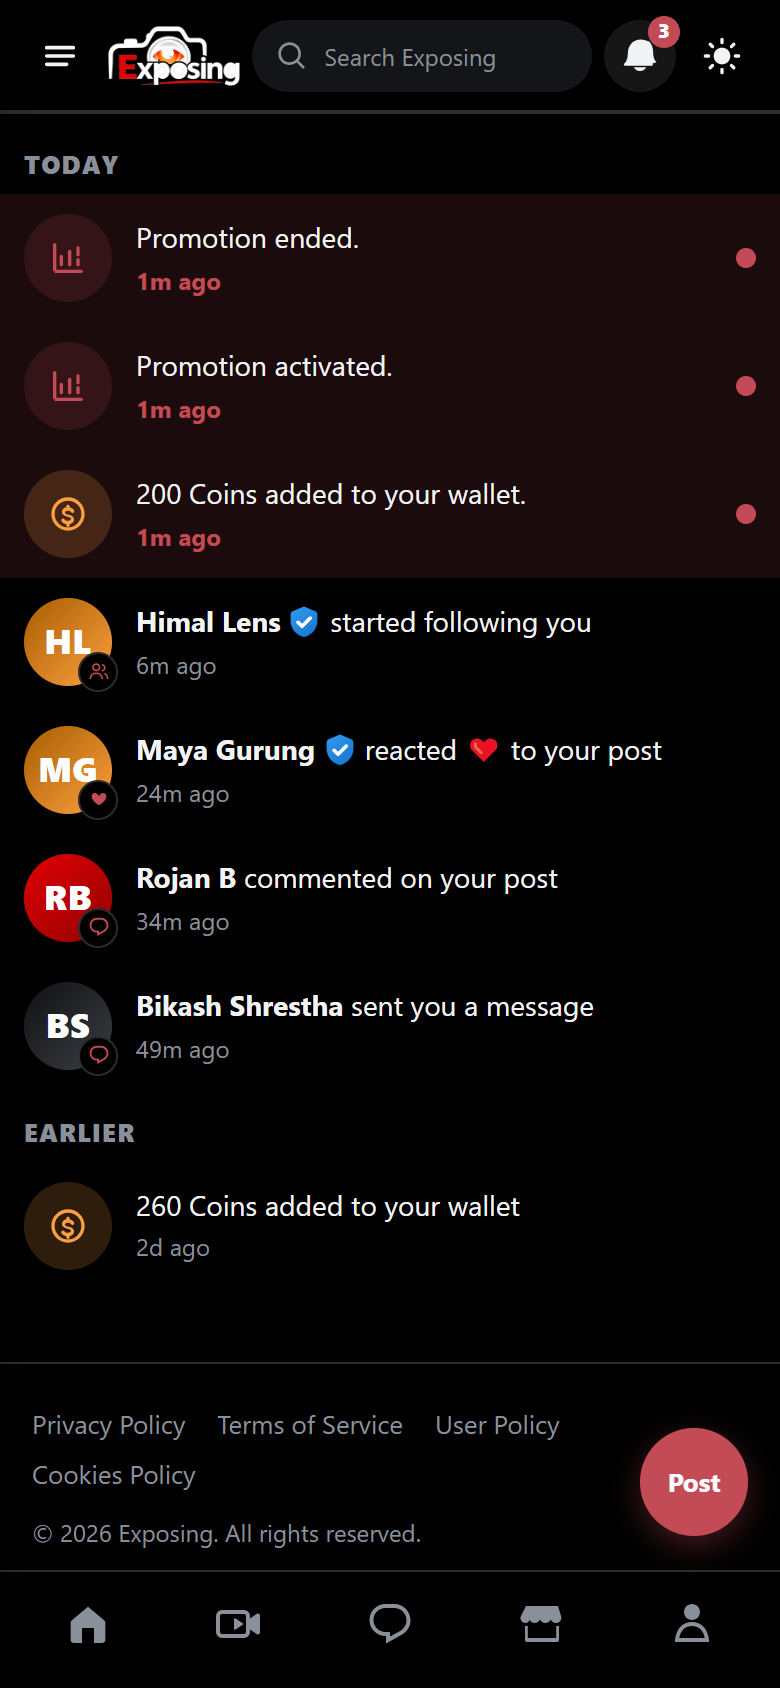 Exposing
Search Exposing
3
TODAY
Promotion ended.
1m ago
Promotion activated.
1m ago
200 Coins added to your wallet.
1m ago
HL
Himal Lens started following you
6m ago
MG
Maya Gurung reacted ❤ to your post
24m ago
RB
Rojan B commented on your post
34m ago
BS
Bikash Shrestha sent you a message
49m ago
EARLIER
260 Coins added to your wallet
2d ago
Privacy Policy Terms of Service User Policy
Cookies Policy
Post
© 2026 Exposing. All rights reserved.